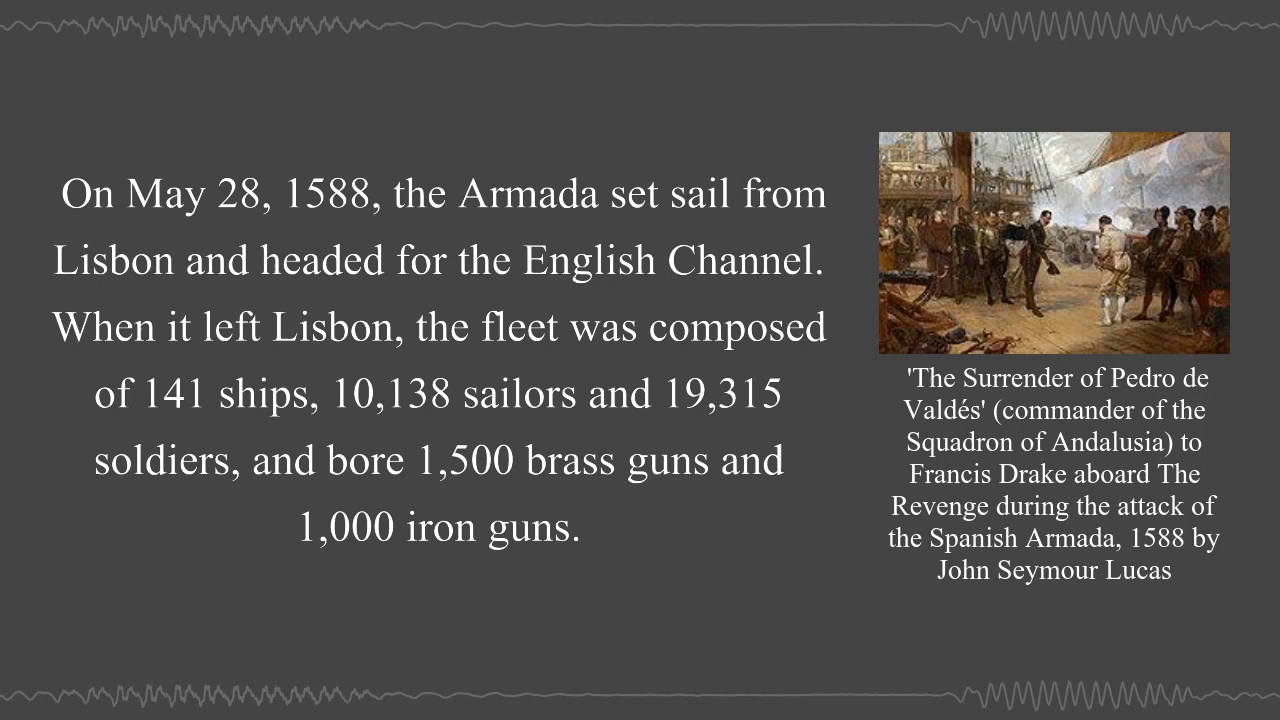 On May 28, 1588, the Armada set sail from
Lisbon and headed for the English Channel.
When it left Lisbon, the fleet was composed
of 141 ships, 10,138 sailors and 19,315
soldiers, and bore 1,500 brass guns and
1,000 iron guns.
'The Surrender of Pedro de
Valdés' (commander of the
Squadron of Andalusia) to
Francis Drake aboard The
Revenge during the attack of
the Spanish Armada, 1588 by
John Seymour Lucas